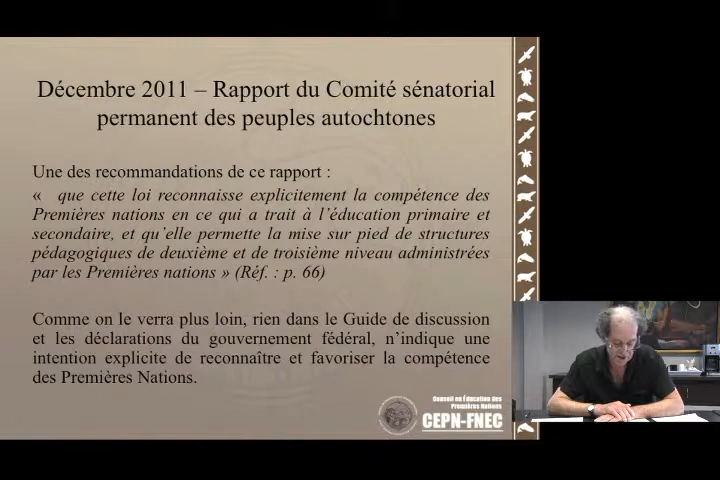 Décembre 2011 – Rapport du Comité sénatorial
permanent des peuples autochtones
Une des recommandations de ce rapport :
« que cette loi reconnaisse explicitement la compétence des
Premières nations en ce qui a trait à l’éducation primaire et
secondaire, et qu’elle permette la mise sur pied de structures
pédagogiques de deuxième et de troisième niveau administrées
par les Premières nations » (Réf. : p. 66)
Comme on le verra plus loin, rien dans le Guide de discussion
et les déclarations du gouvernement fédéral, n’indique une
intention explicite de reconnaître et favoriser la compétence
des Premières Nations.
Conseil en Éducation des
Premières Nations
CEPN-FNEC